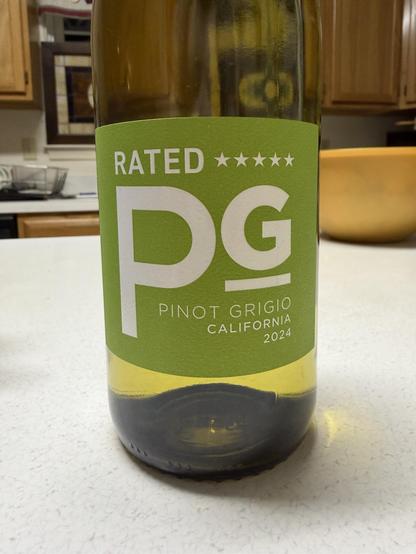 RATED ★★★★★
PG
PINOT GRIGIO
CALIFORNIA
2024